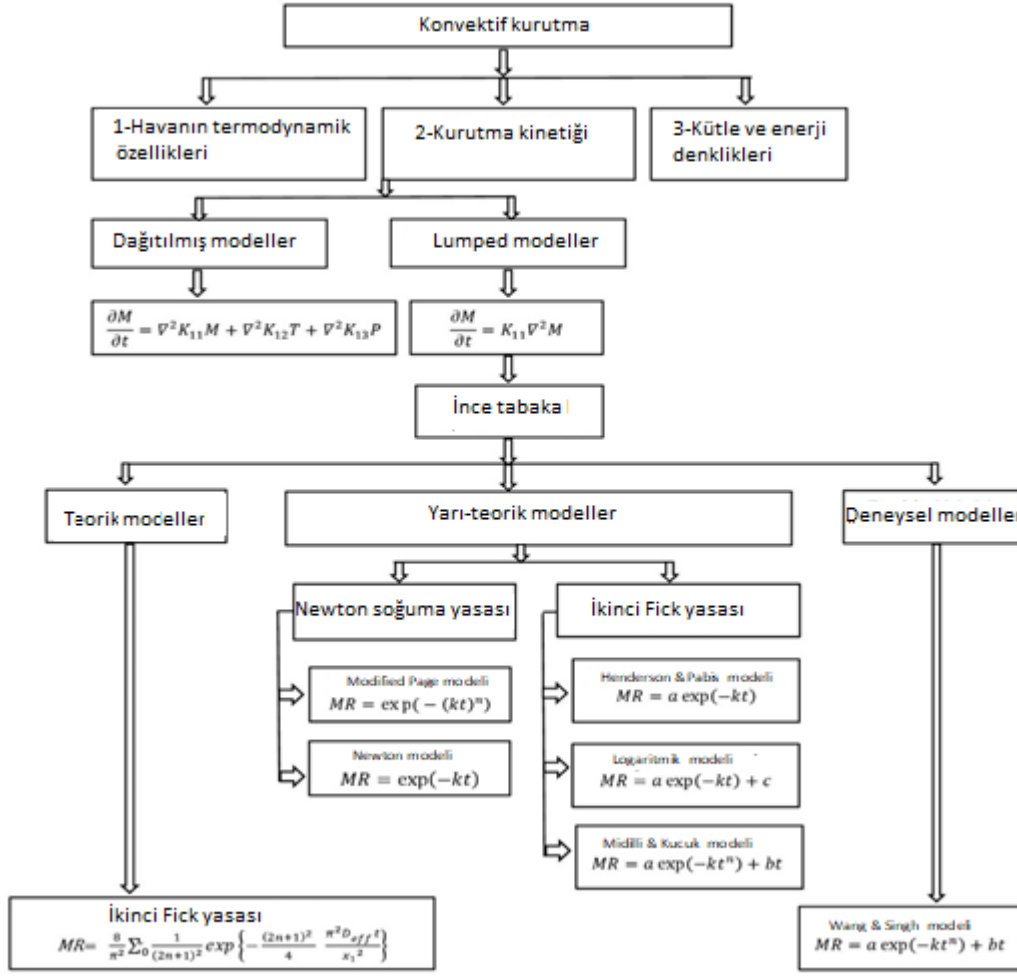 Konvektif kurutma
1-Havanın termodynamik
özellikleri
2-Kurutma kinetiği
3-Kütle ve enerji
denklikleri
Dağıtılmış modeller
Lumped modeller
∂M/∂t = ∇²K₁₁M + ∇²K₁₂T + ∇²K₁₃P
∂M/∂t = K₁₁∇²M
İnce tabaka
Teorik modeller
Yarı-teorik modeller
Deneysel modeller
Newton soğuma yasası
İkinci Fick yasası
Modified Page modeli
MR = exp(−(kt)ⁿ)
Newton modeli
MR = exp(−kt)
Henderson & Pabis modeli
MR = a exp(−kt)
Logaritmik modeli
MR = a exp(−kt) + c
Midilli & Kucuk modeli
MR = a exp(−ktⁿ) + bt
İkinci Fick yasası
MR= 8/π² ∑₀ 1/(2n+1)² exp{−(2n+1)²/4 π²D_eff t/x₁²}
Wang & Singh modeli
MR = a exp(−ktⁿ) + bt